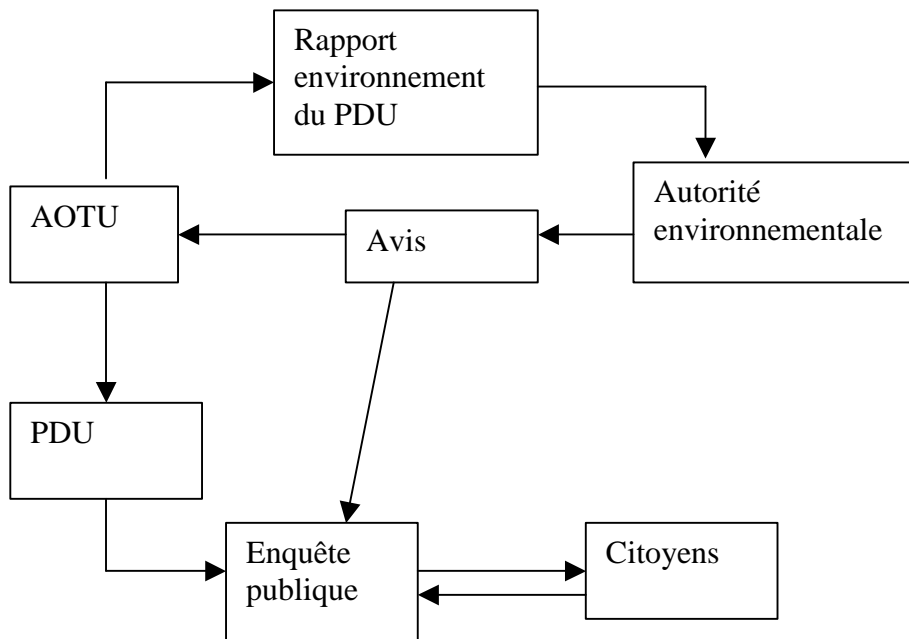 Rapport
environnement
du PDU
Autorité
environnementale
AOTU
Avis
PDU
Enquête
publique
Citoyens